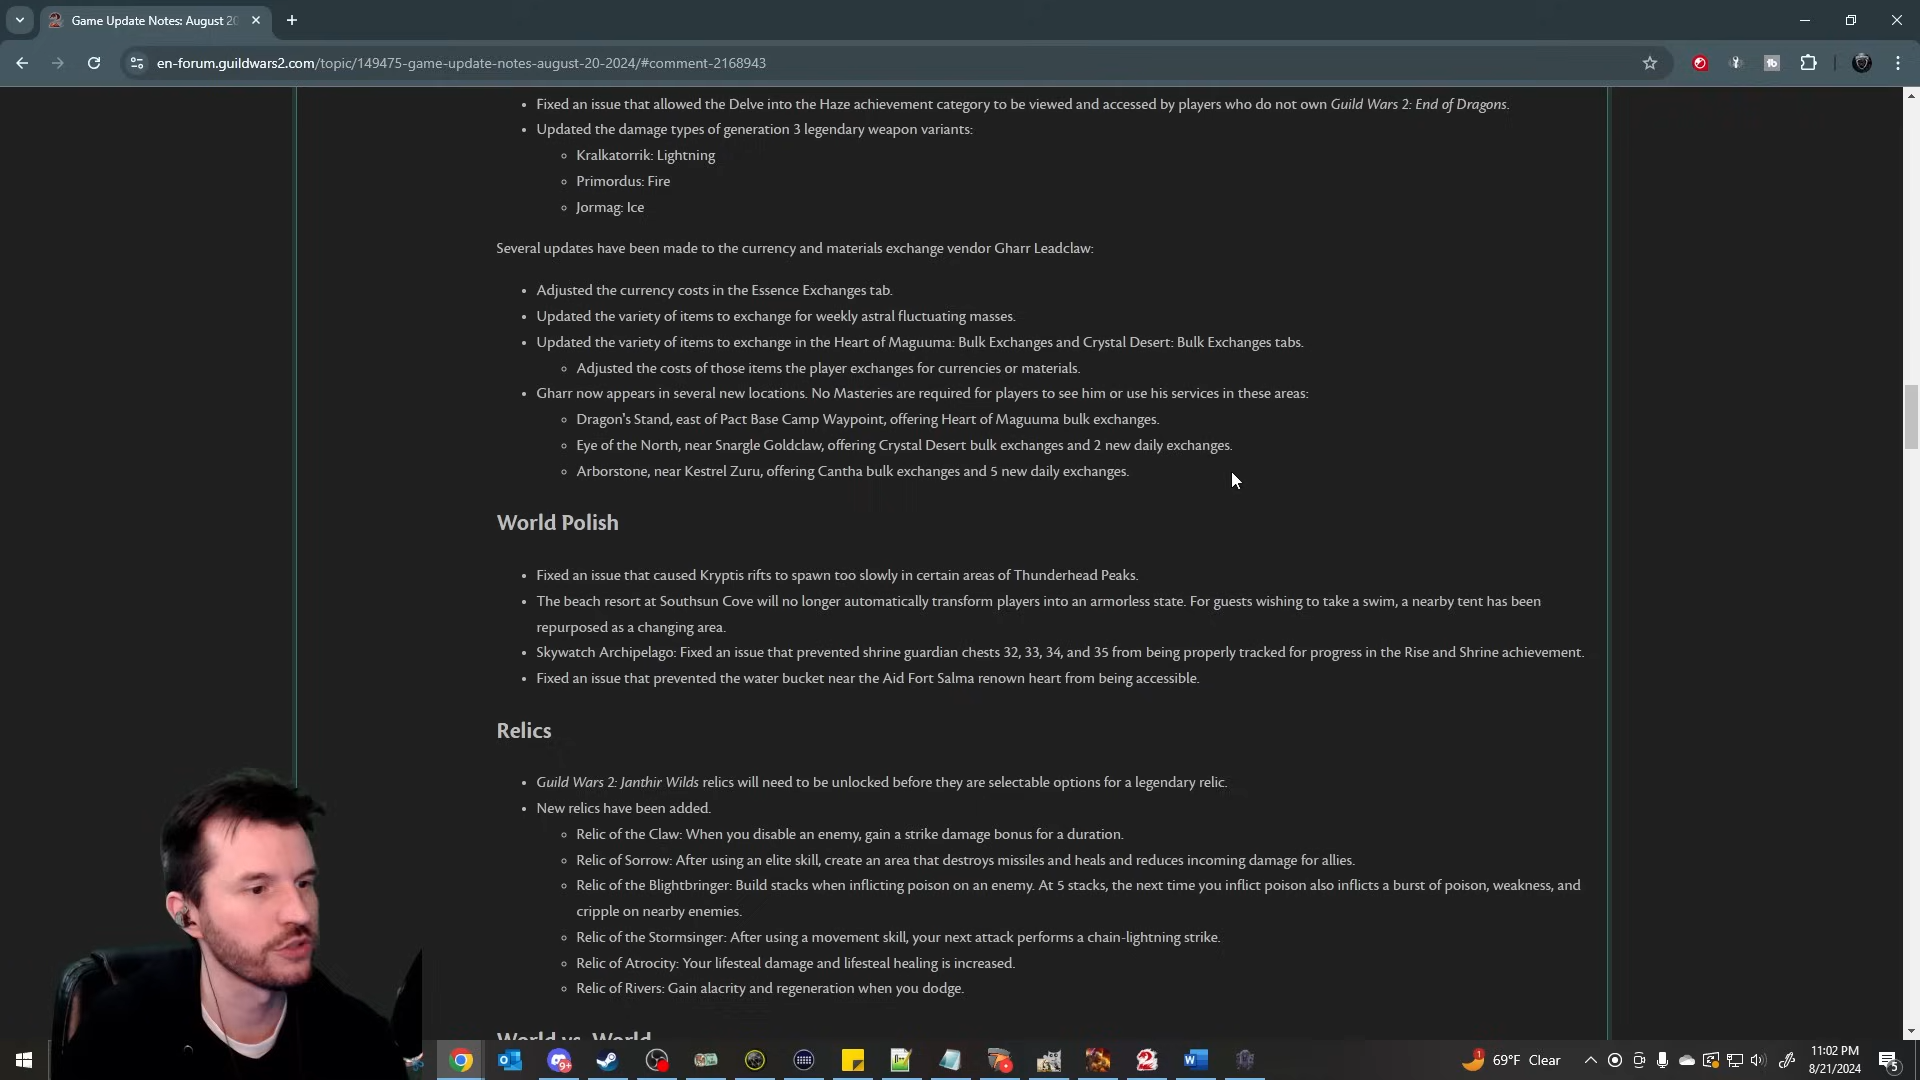 Game Update Notes: August 20
en-forum.guildwars2.com/topic/149475-game-update-notes-august-20-2024/#comment-2168943
Fixed an issue that allowed the Delve into the Haze achievement category to be viewed and accessed by players who do not own Guild Wars 2: End of Dragons.
Updated the damage types of generation 3 legendary weapon variants:
Kralkatorrik: Lightning
Primordus: Fire
Jormag: Ice
Several updates have been made to the currency and materials exchange vendor Gharr Leadclaw:
Adjusted the currency costs in the Essence Exchanges tab.
Updated the variety of items to exchange for weekly astral fluctuating masses.
Updated the variety of items to exchange in the Heart of Maguuma: Bulk Exchanges and Crystal Desert: Bulk Exchanges tabs.
Adjusted the costs of those items the player exchanges for currencies or materials.
Gharr now appears in several new locations. No Masteries are required for players to see him or use his services in these areas:
Dragon's Stand, east of Pact Base Camp Waypoint, offering Heart of Maguuma bulk exchanges.
Eye of the North, near Snargle Goldclaw, offering Crystal Desert bulk exchanges and 2 new daily exchanges.
Arborstone, near Kestrel Zuru, offering Cantha bulk exchanges and 5 new daily exchanges.
World Polish
Fixed an issue that caused Kryptis rifts to spawn too slowly in certain areas of Thunderhead Peaks.
The beach resort at Southsun Cove will no longer automatically transform players into an armorless state. For guests wishing to take a swim, a nearby tent has been
repurposed as a changing area.
Skywatch Archipelago: Fixed an issue that prevented shrine guardian chests 32, 33, 34, and 35 from being properly tracked for progress in the Rise and Shrine achievement.
Fixed an issue that prevented the water bucket near the Aid Fort Salma renown heart from being accessible.
Relics
Guild Wars 2: Janthir Wilds relics will need to be unlocked before they are selectable options for a legendary relic.
New relics have been added.
Relic of the Claw: When you disable an enemy, gain a strike damage bonus for a duration.
Relic of Sorrow: After using an elite skill, create an area that destroys missiles and heals and reduces incoming damage for allies.
Relic of the Blightbringer: Build stacks when inflicting poison on an enemy. At 5 stacks, the next time you inflict poison also inflicts a burst of poison, weakness, and
cripple on nearby enemies.
Relic of the Stormsinger: After using a movement skill, your next attack performs a chain-lightning strike.
Relic of Atrocity: Your lifesteal damage and lifesteal healing is increased.
Relic of Rivers: Gain alacrity and regeneration when you dodge.
World vs. World
69°F Clear
11:02 PM
8/21/2024